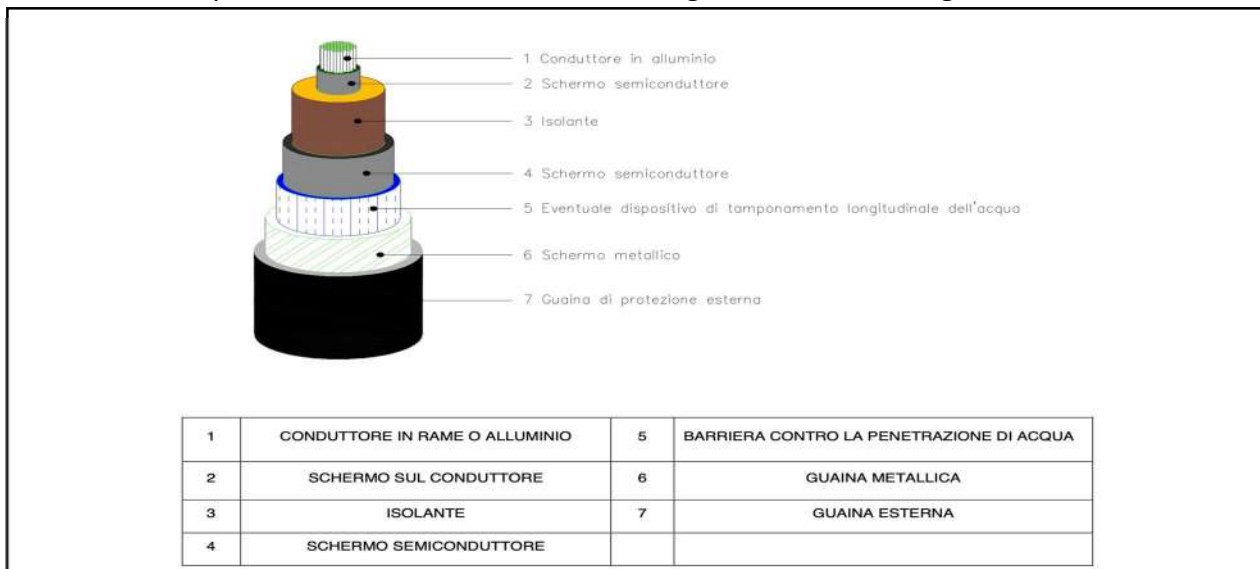 1 Conduttore in alluminio
2 Schermo semiconduttore
3 Isolante
4 Schermo semiconduttore
5 Eventuale dispositivo di tamponamento longitudinale dell'acqua
6 Schermo metallico
7 Guaina di protezione esterna
1 CONDUTTORE IN RAME O ALLUMINIO 5 BARRIERA CONTRO LA PENETRAZIONE DI ACQUA
2 SCHERMO SUL CONDUTTORE 6 GUAINA METALLICA
3 ISOLANTE 7 GUAINA ESTERNA
4 SCHERMO SEMICONDUTTORE